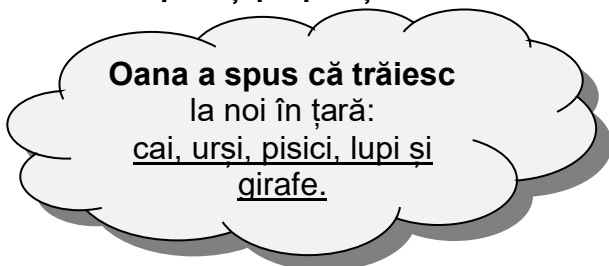 Oana a spus că trăiesc
la noi în țară:
cai, urși, pisici, lupi și
girafe.